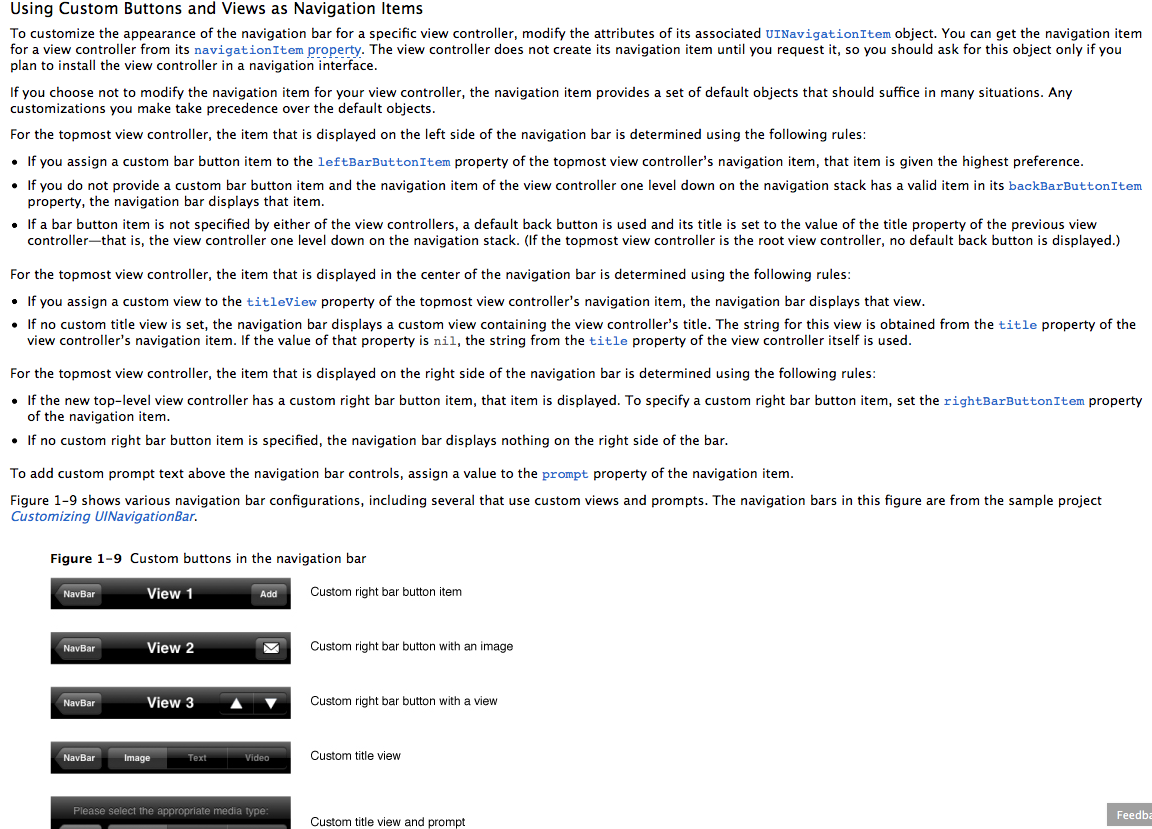 Using Custom Buttons and Views as Navigation Items
To customize the appearance of the navigation bar for a specific view controller, modify the attributes of its associated UINavigationItem object. You can get the navigation item
for a view controller from its navigationItem property. The view controller does not create its navigation item until you request it, so you should ask for this object only if you
plan to install the view controller in a navigation interface.
If you choose not to modify the navigation item for your view controller, the navigation item provides a set of default objects that should suffice in many situations. Any
customizations you make take precedence over the default objects.
For the topmost view controller, the item that is displayed on the left side of the navigation bar is determined using the following rules:
• If you assign a custom bar button item to the leftBarButtonItem property of the topmost view controller’s navigation item, that item is given the highest preference.
• If you do not provide a custom bar button item and the navigation item of the view controller one level down on the navigation stack has a valid item in its backBarButtonItem
property, the navigation bar displays that item.
• If a bar button item is not specified by either of the view controllers, a default back button is used and its title is set to the value of the title property of the previous view
controller—that is, the view controller one level down on the navigation stack. (If the topmost view controller is the root view controller, no default back button is displayed.)
For the topmost view controller, the item that is displayed in the center of the navigation bar is determined using the following rules:
• If you assign a custom view to the titleView property of the topmost view controller’s navigation item, the navigation bar displays that view.
• If no custom title view is set, the navigation bar displays a custom view containing the view controller’s title. The string for this view is obtained from the title property of the
view controller’s navigation item. If the value of that property is nil, the string from the title property of the view controller itself is used.
For the topmost view controller, the item that is displayed on the right side of the navigation bar is determined using the following rules:
• If the new top-level view controller has a custom right bar button item, that item is displayed. To specify a custom right bar button item, set the rightBarButtonItem property
of the navigation item.
• If no custom right bar button item is specified, the navigation bar displays nothing on the right side of the bar.
To add custom prompt text above the navigation bar controls, assign a value to the prompt property of the navigation item.
Figure 1-9 shows various navigation bar configurations, including several that use custom views and prompts. The navigation bars in this figure are from the sample project
Customizing UINavigationBar.
Figure 1-9 Custom buttons in the navigation bar
NavBar View 1 Add Custom right bar button item
NavBar View 2 Custom right bar button with an image
NavBar View 3 Custom right bar button with a view
NavBar Image Text Video Custom title view
Please select the appropriate media type:
Custom title view and prompt
Feedba